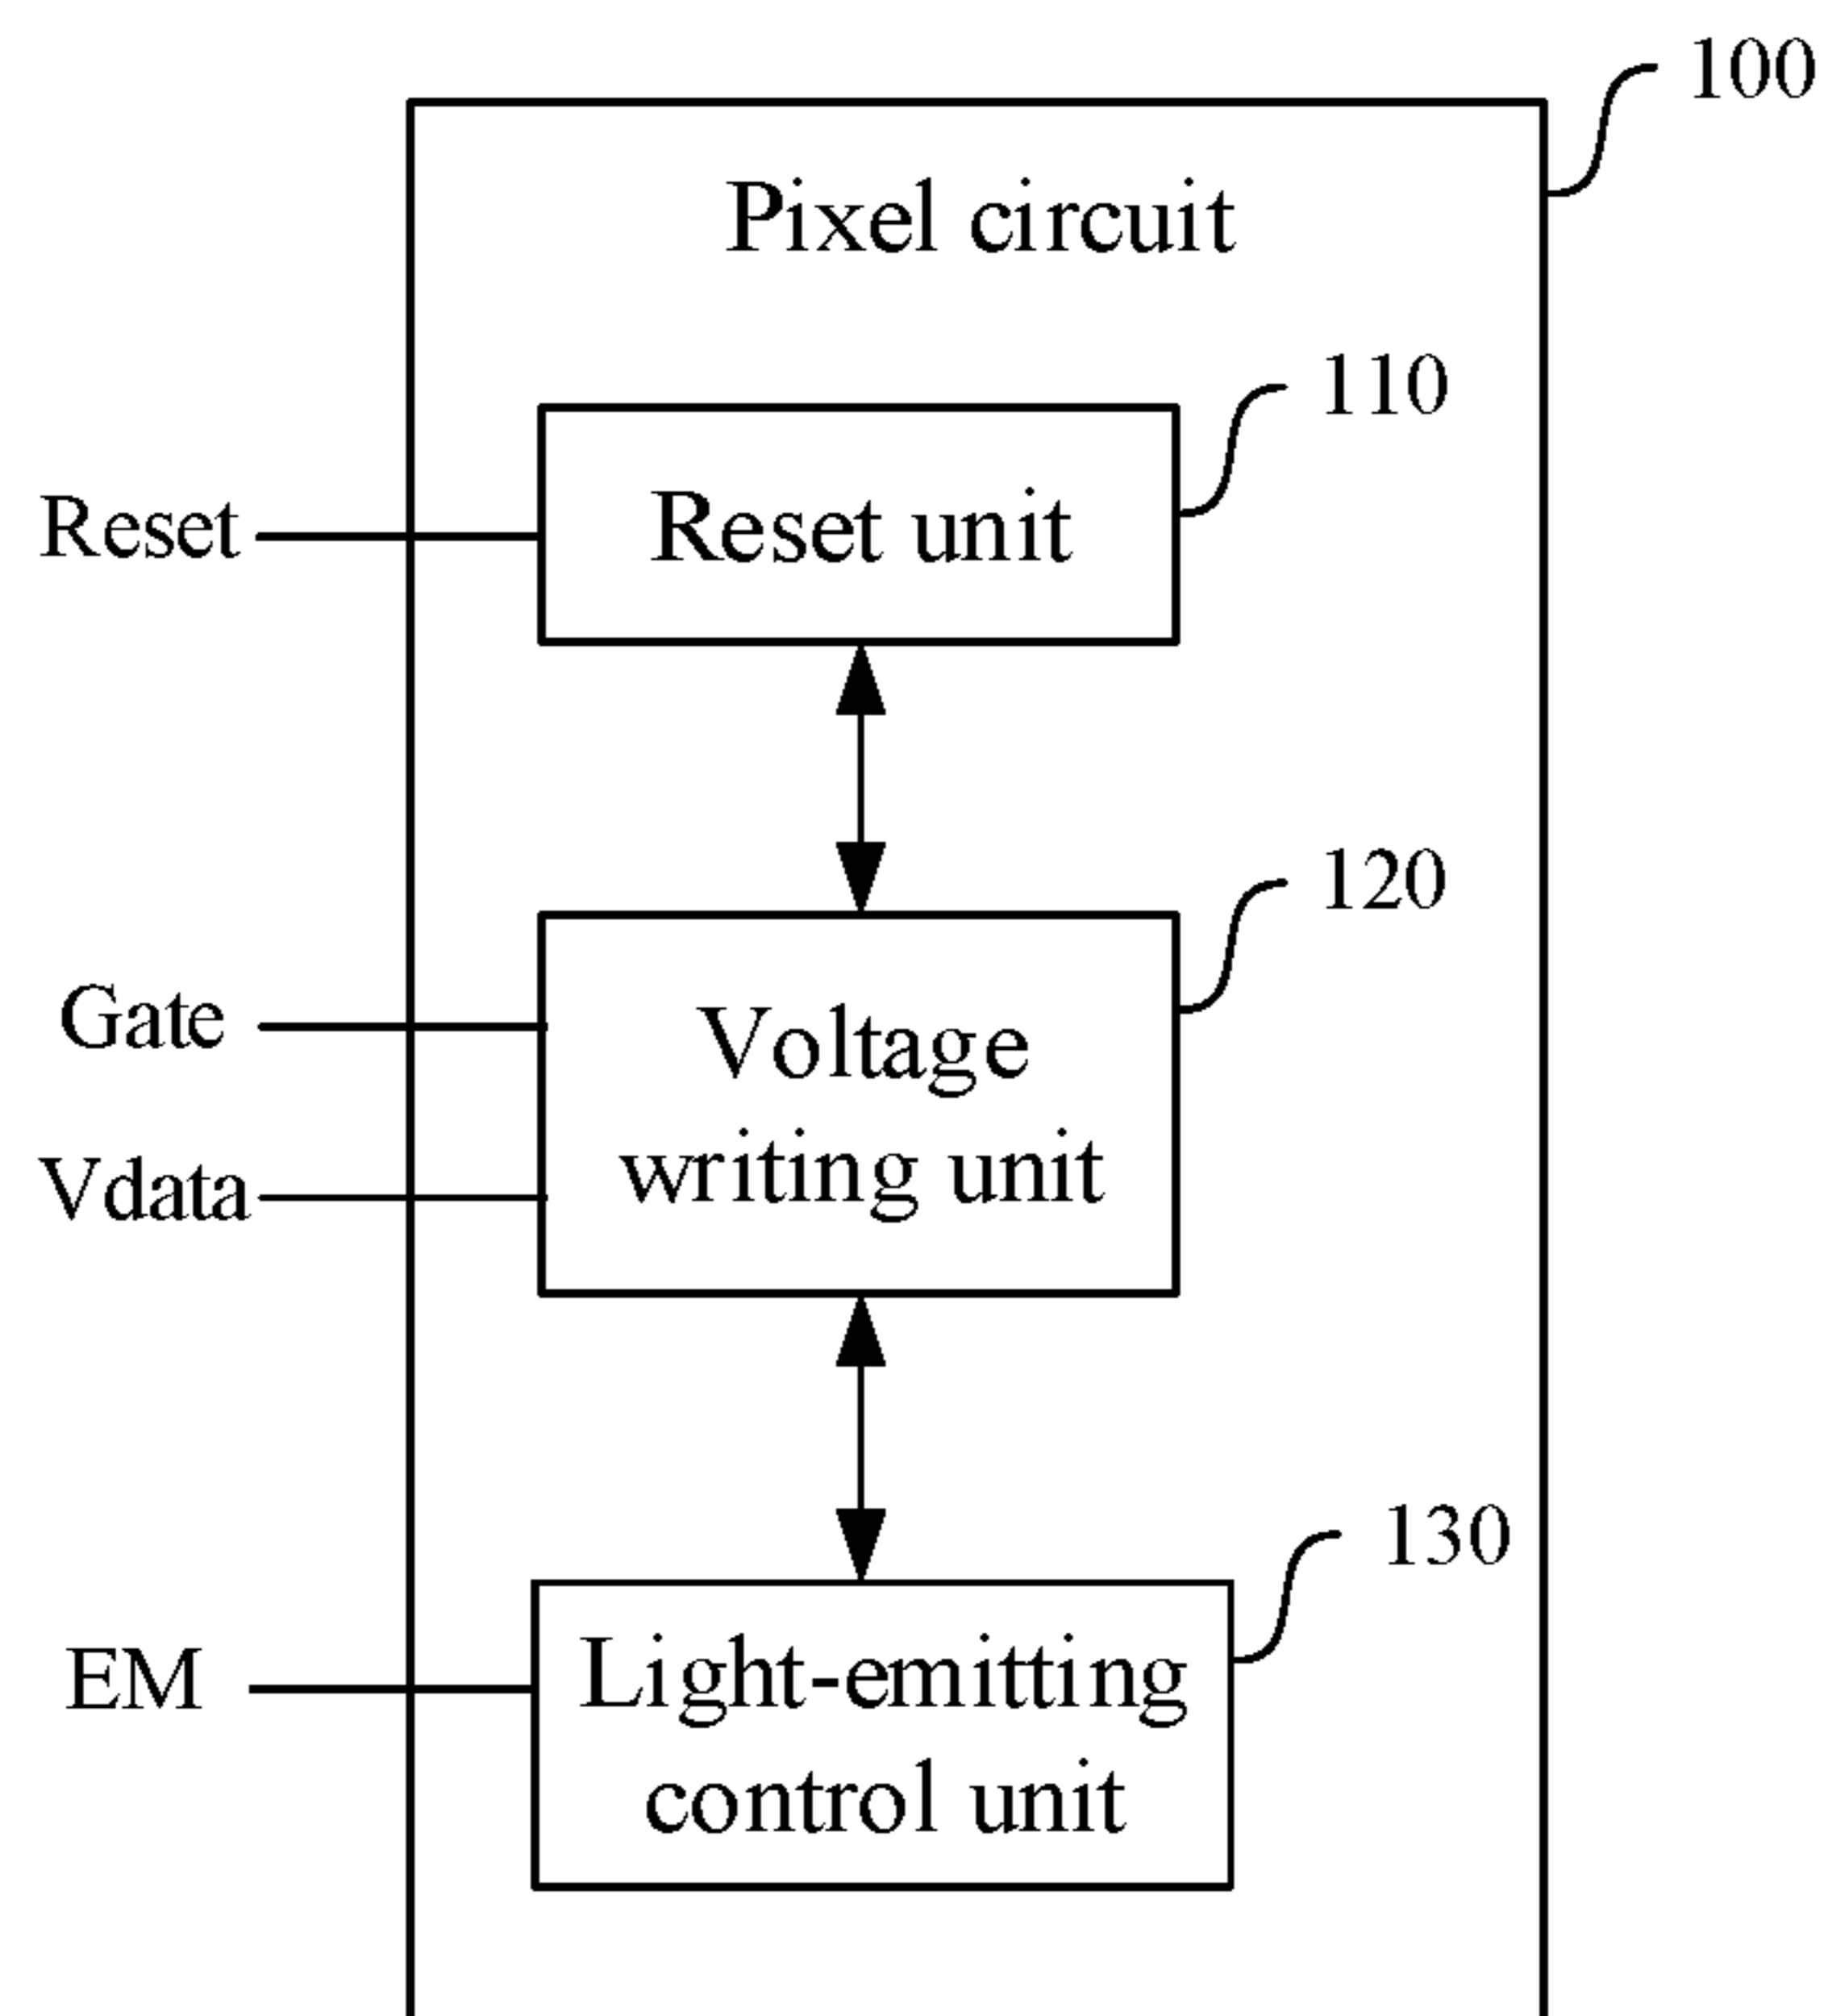 100
Pixel circuit
110
Reset
Reset unit
120
Gate
Voltage
writing unit
Vdata
130
EM
Light-emitting
control unit